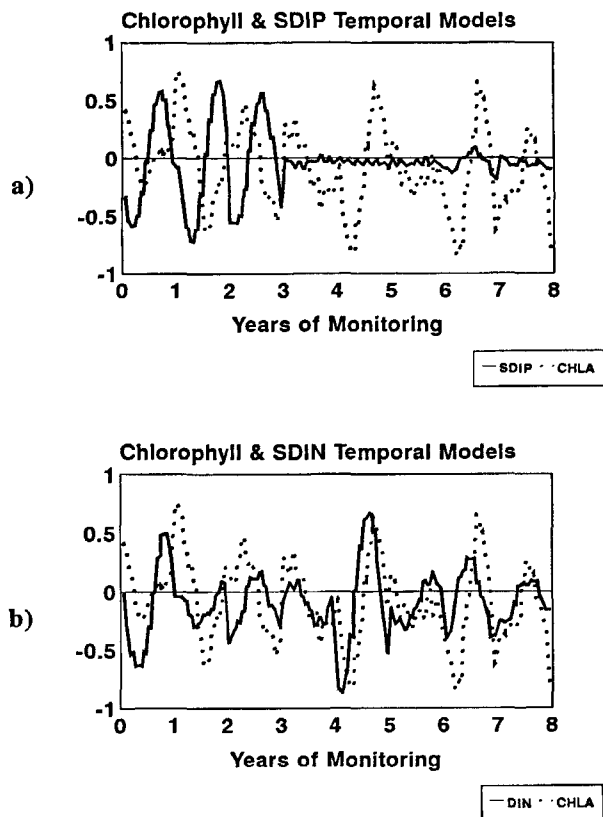 Chlorophyll & SDIP Temporal Models
1
0.5
a)
0
-0.5
-1
0 1 2 3 4 5 6 7 8
Years of Monitoring
— SDIP ·· CHLA
Chlorophyll & SDIN Temporal Models
1
0.5
0
b)
-0.5
-1
0 1 2 3 4 5 6 7 8
Years of Monitoring
— DIN ·· CHLA